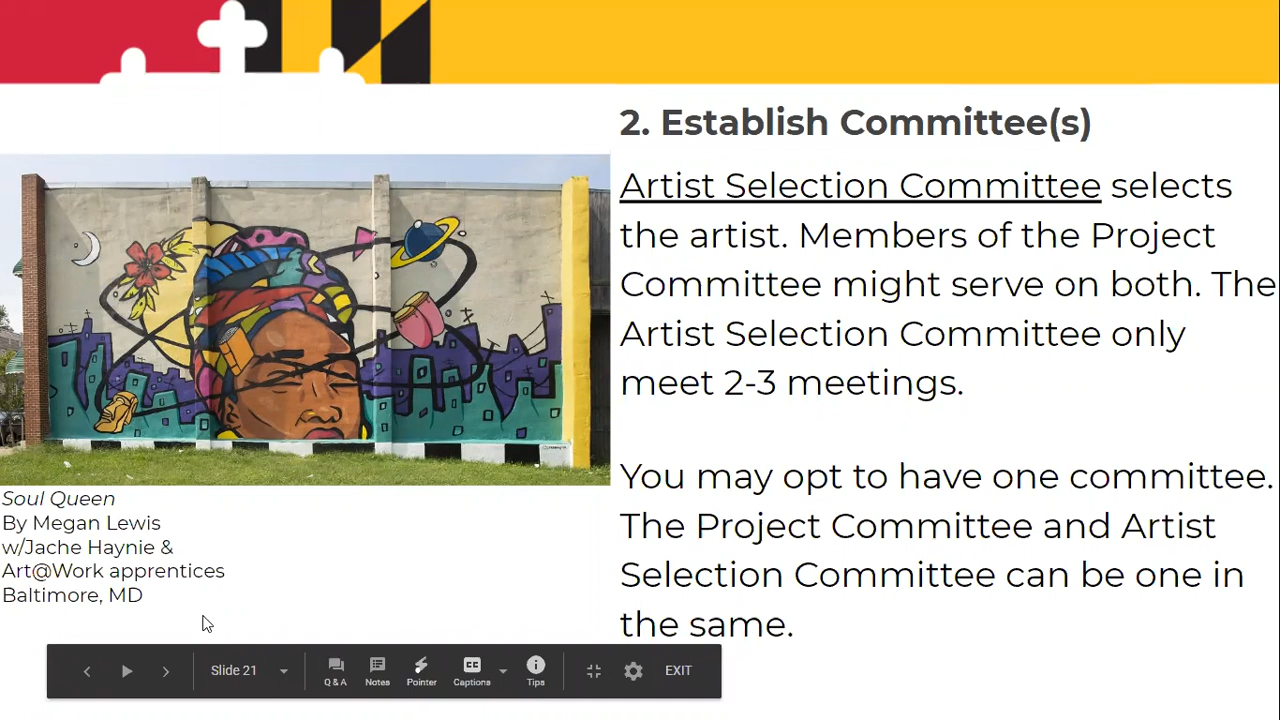 2. Establish Committee(s)
Artist Selection Committee selects
the artist. Members of the Project
Committee might serve on both. The
Artist Selection Committee only
meet 2-3 meetings.
You may opt to have one committee.
The Project Committee and Artist
Selection Committee can be one in
the same.
Soul Queen
By Megan Lewis
w/Jache Haynie &
Art@Work apprentices
Baltimore, MD
Slide 21
Q & A
Notes
Pointer
Captions
Tips
EXIT